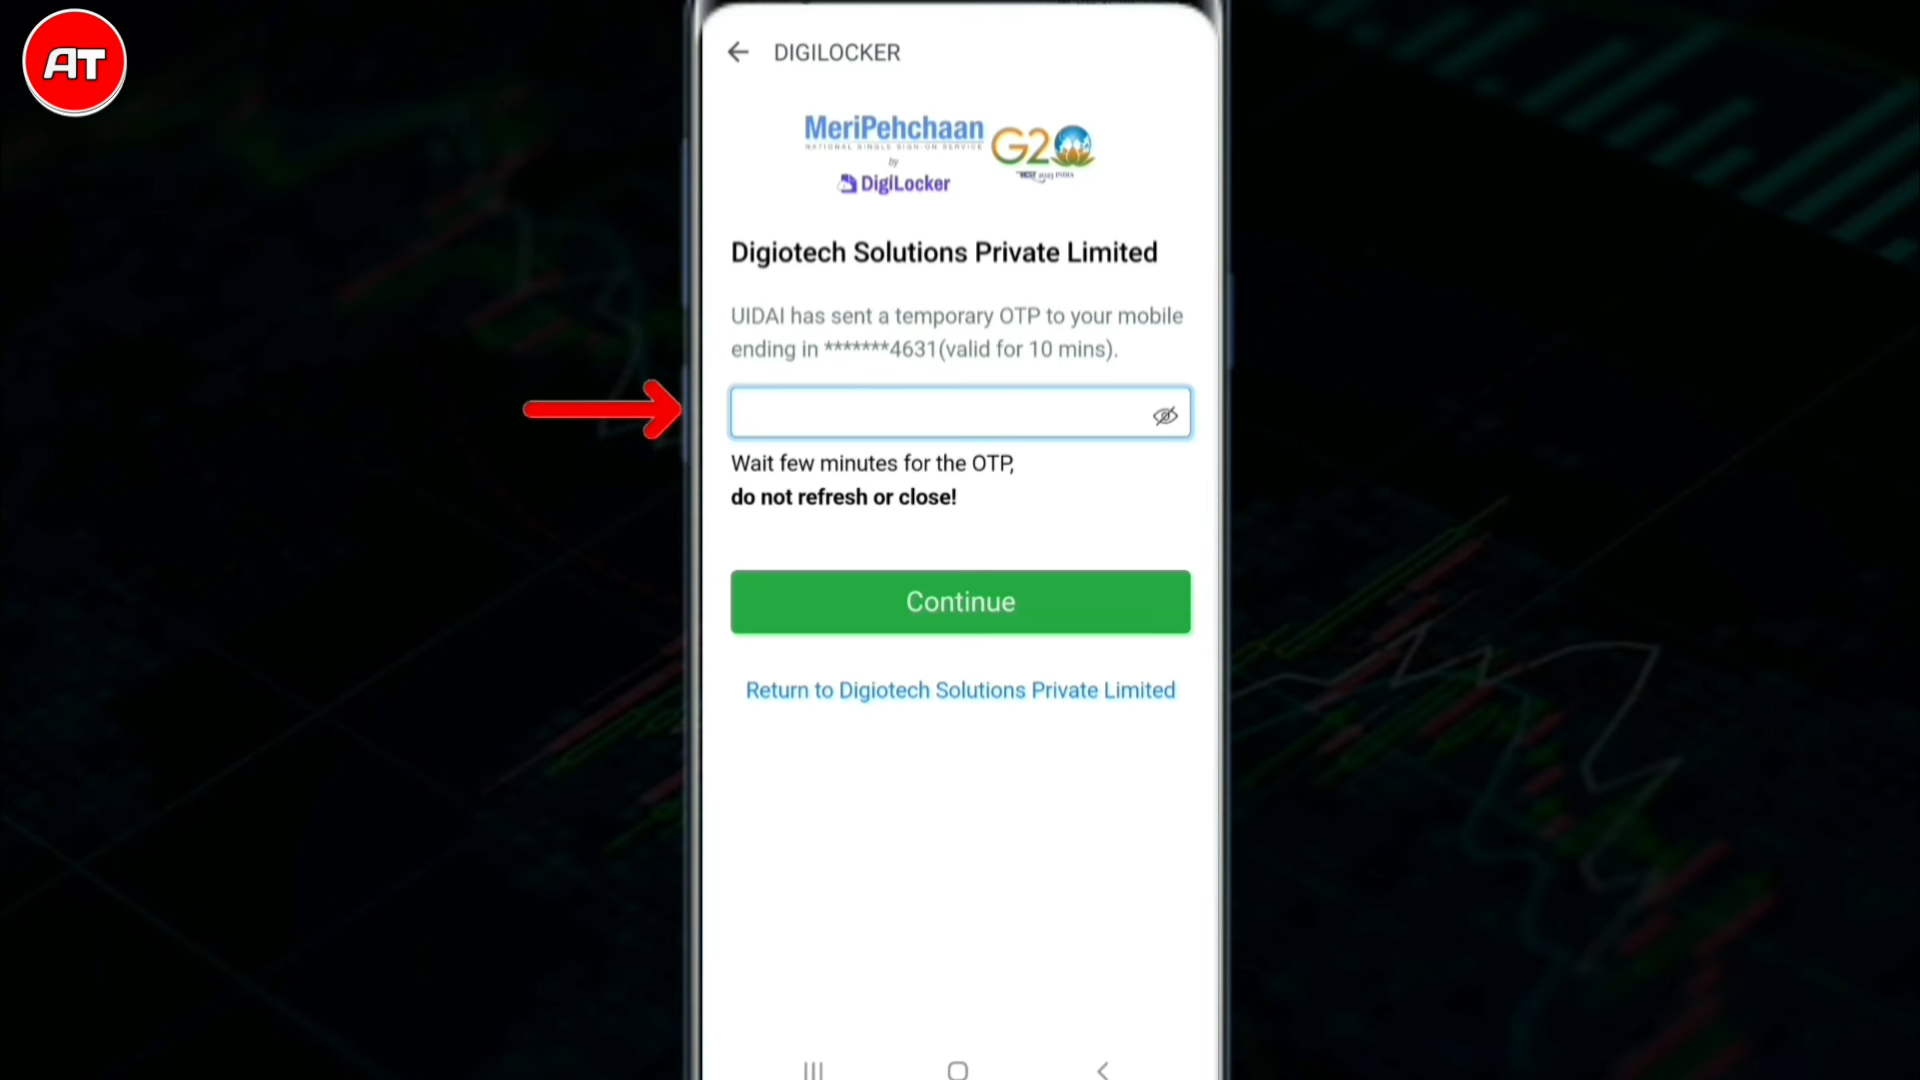 AT
DIGILOCKER
MeriPehchaan
NATIONAL SINGLE SIGN-ON SERVICE
by
DigiLocker
G20
Digiotech Solutions Private Limited
UIDAI has sent a temporary OTP to your mobile
ending in *******4631(valid for 10 mins).
Wait few minutes for the OTP,
do not refresh or close!
Continue
Return to Digiotech Solutions Private Limited